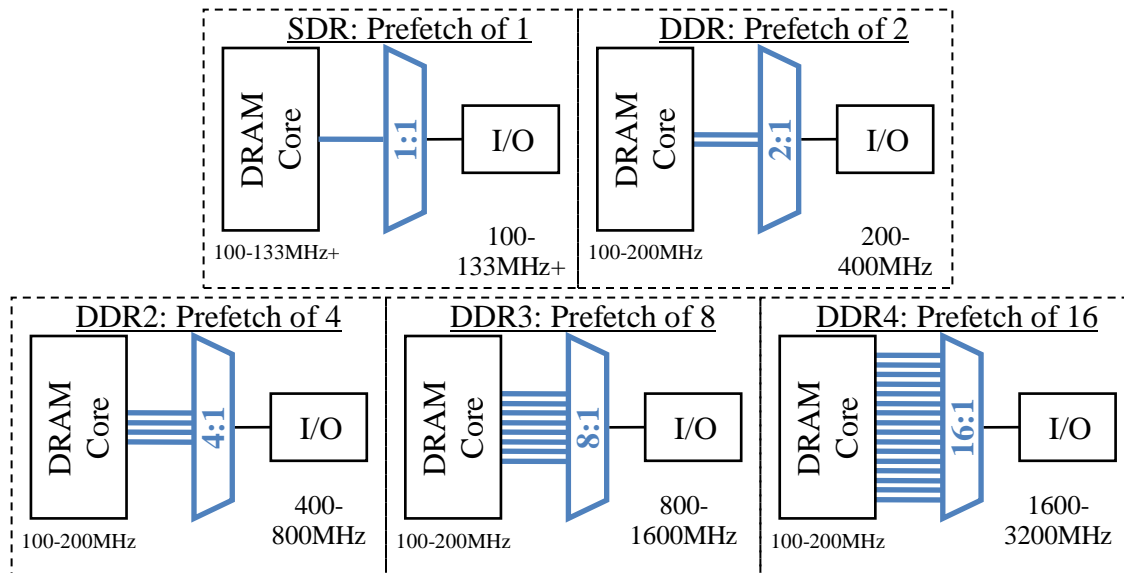 SDR: Prefetch of 1
DRAM
Core
1:1
I/O
100-133MHz+
100-
133MHz+
DDR: Prefetch of 2
DRAM
Core
2:1
I/O
100-200MHz
200-
400MHz
DDR2: Prefetch of 4
DRAM
Core
4:1
I/O
100-200MHz
400-
800MHz
DDR3: Prefetch of 8
DRAM
Core
8:1
I/O
100-200MHz
800-
1600MHz
DDR4: Prefetch of 16
DRAM
Core
16:1
I/O
100-200MHz
1600-
3200MHz